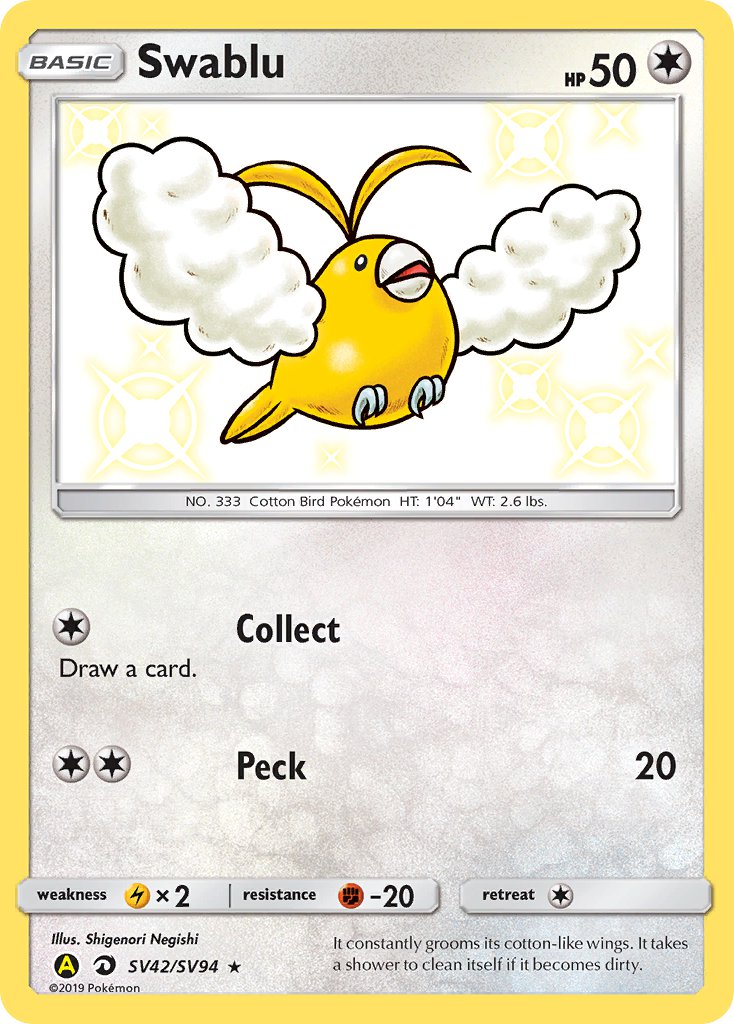 BASIC Swablu HP 50
NO. 333 Cotton Bird Pokémon HT: 1'04" WT: 2.6 lbs.
Collect
Draw a card.
Peck 20
weakness ×2 resistance -20 retreat
Illus. Shigenori Negishi
It constantly grooms its cotton-like wings. It takes
a shower to clean itself if it becomes dirty.
A SV42/SV94 ★
©2019 Pokémon